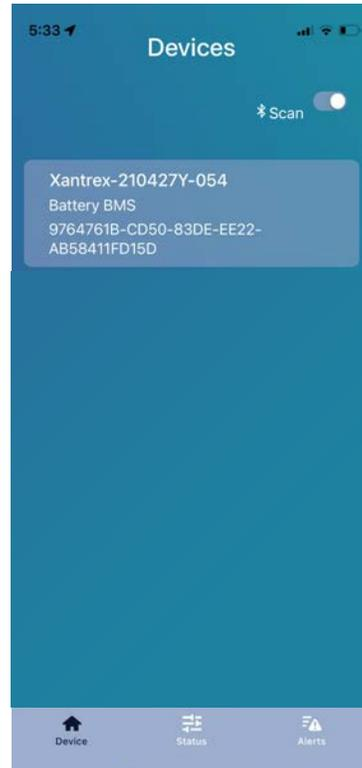 5:33
Devices
Scan
Xantrex-210427Y-054
Battery BMS
9764761B-CD50-83DE-EE22-
AB58411FD15D
Device Status Alerts